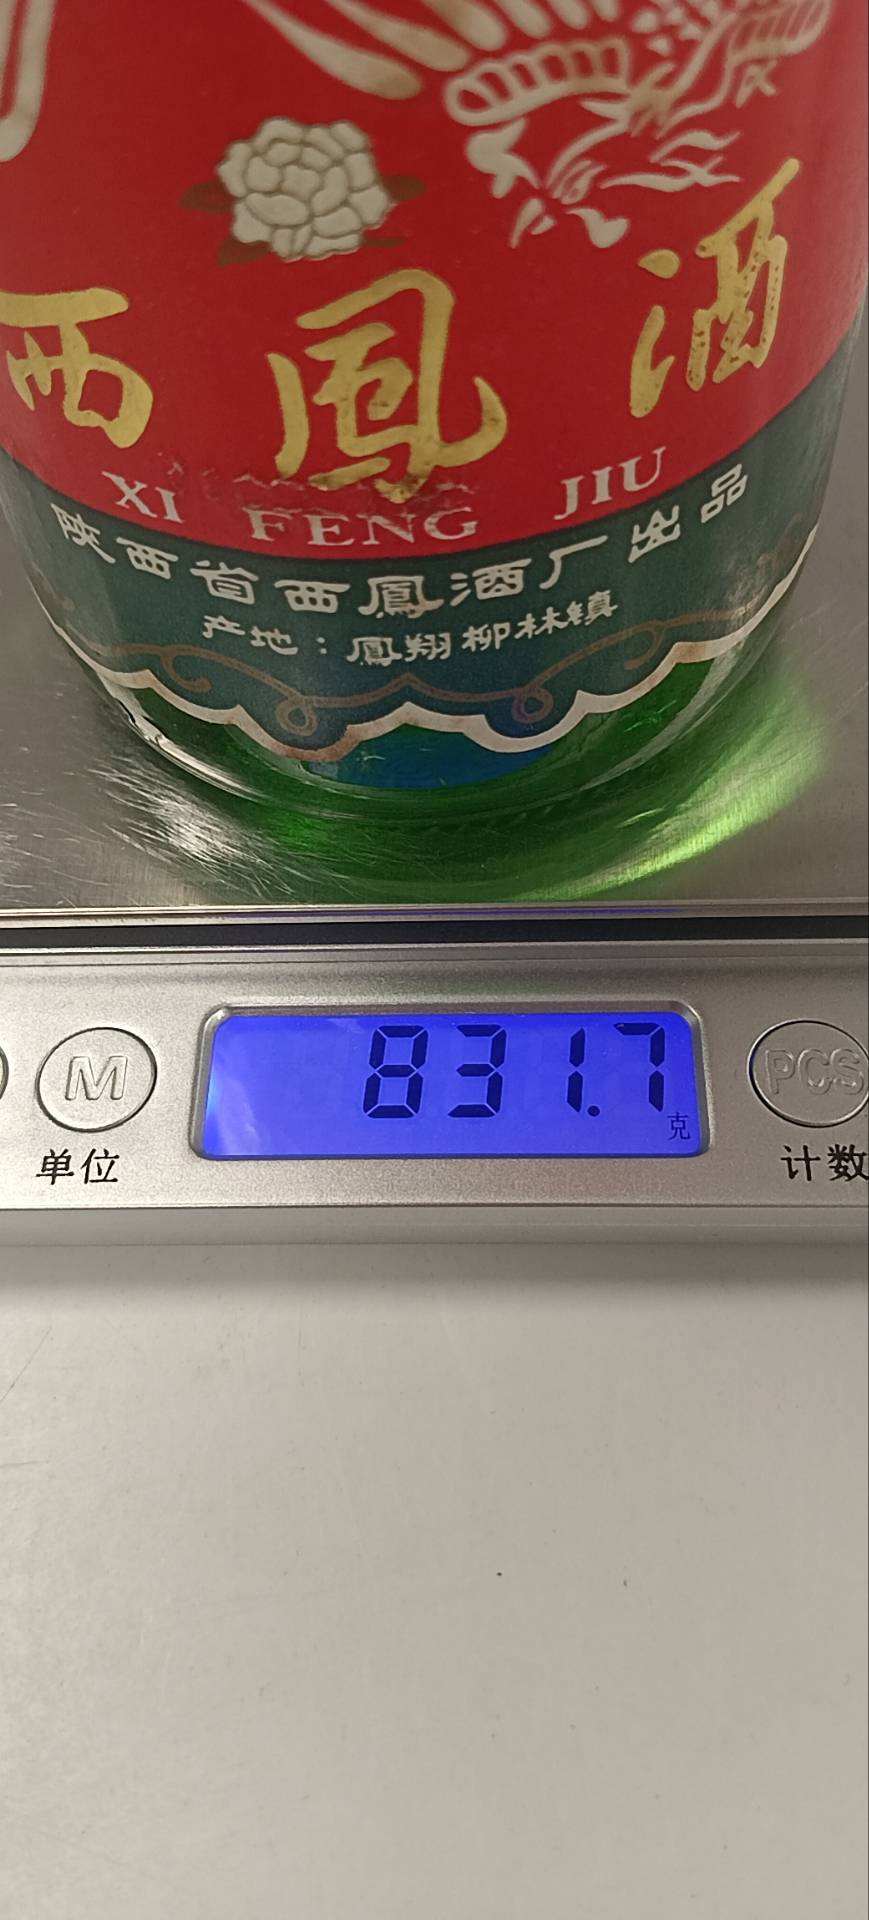 西鳳酒
XI FENG JIU
陕西省西鳳酒厂出品
产地：鳳翔柳林镇
831.7
克
M
PCS
单位
计数